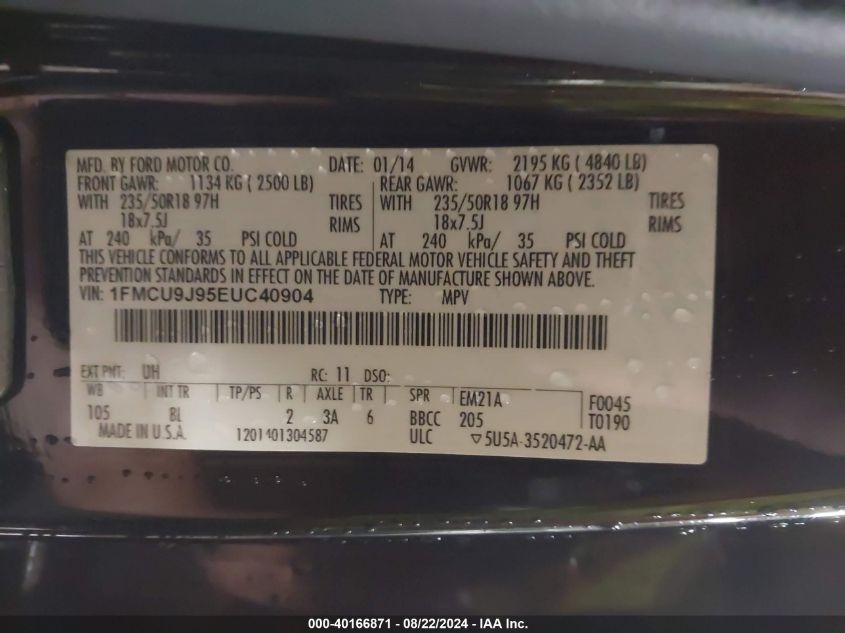 MFD. BY FORD MOTOR CO. DATE: 01/14 GVWR: 2195 KG ( 4840 LB)
FRONT GAWR: 1134 KG ( 2500 LB) REAR GAWR: 1067 KG ( 2352 LB)
WITH 235/50R18 97H TIRES WITH 235/50R18 97H TIRES
18x7.5J RIMS 18x7.5J RIMS
AT 240 kPa/ 35 PSI COLD AT 240 kPa/ 35 PSI COLD
THIS VEHICLE CONFORMS TO ALL APPLICABLE FEDERAL MOTOR VEHICLE SAFETY AND THEFT
PREVENTION STANDARDS IN EFFECT ON THE DATE OF MANUFACTURE SHOWN ABOVE.
VIN: 1FMCU9J95EUC40904 TYPE: MPV
EXT PNT: UH RC: 11 DSO:
WB INT TR TP/PS R AXLE TR SPR EM21A F0045
105 BL 2 3A 6 BBCC 205 T0190
MADE IN U.S.A. 1201401304587 ULC ▽5U5A-3520472-AA
000-40166871 - 08/22/2024 - IAA Inc.